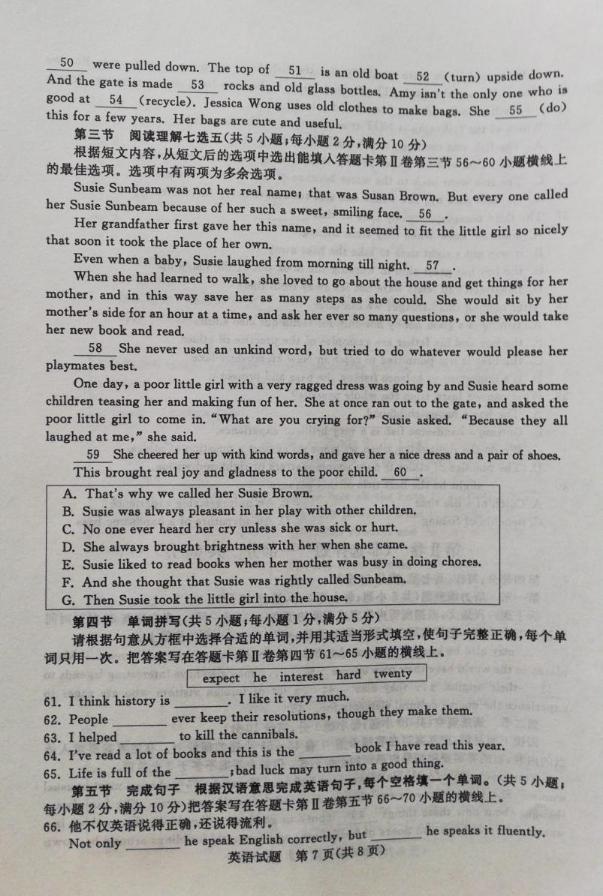 50 were pulled down. The top of 51 is an old boat 52 (turn) upside down.
And the gate is made 53 rocks and old glass bottles. Amy isn't the only one who is
good at 54 (recycle). Jessica Wong uses old clothes to make bags. She 55 (do)
this for a few years. Her bags are cute and useful.
第三节 阅读理解七选五(共5小题;每小题2分,满分10分)
根据短文内容,从短文后的选项中选出能填入答题卡第Ⅱ卷第三节56~60小题横线上
的最佳选项。选项中有两项为多余选项。
Susie Sunbeam was not her real name; that was Susan Brown. But every one called
her Susie Sunbeam because of her such a sweet, smiling face. 56 .
Her grandfather first gave her this name, and it seemed to fit the little girl so nicely
that soon it took the place of her own.
Even when a baby, Susie laughed from morning till night. 57 .
When she had learned to walk, she loved to go about the house and get things for her
mother, and in this way save her as many steps as she could. She would sit by her
mother's side for an hour at a time, and ask her ever so many questions, or she would take
her new book and read.
58 She never used an unkind word, but tried to do whatever would please her
playmates best.
One day, a poor little girl with a very ragged dress was going by and Susie heard some
children teasing her and making fun of her. She at once ran out to the gate, and asked the
poor little girl to come in. “What are you crying for?” Susie asked. “Because they all
laughed at me,” she said.
59 She cheered her up with kind words, and gave her a nice dress and a pair of shoes.
This brought real joy and gladness to the poor child. 60 .
A. That's why we called her Susie Brown.
B. Susie was always pleasant in her play with other children.
C. No one ever heard her cry unless she was sick or hurt.
D. She always brought brightness with her when she came.
E. Susie liked to read books when her mother was busy in doing chores.
F. And she thought that Susie was rightly called Sunbeam.
G. Then Susie took the little girl into the house.
第四节 单词拼写(共5小题;每小题1分,满分5分)
请根据句意从方框中选择合适的单词,并用其适当形式填空,使句子完整正确,每个单
词只用一次。把答案写在答题卡第Ⅱ卷第四节61~65小题的横线上。
expect he interest hard twenty
61. I think history is ______. I like it very much.
62. People ______ ever keep their resolutions, though they make them.
63. I helped ______ to kill the cannibals.
64. I've read a lot of books and this is the ______ book I have read this year.
65. Life is full of the ______;bad luck may turn into a good thing.
第五节 完成句子 根据汉语意思完成英语句子,每个空格填一个单词。(共5小题;
每小题2分,满分10分)把答案写在答题卡第Ⅱ卷第五节66~70小题的横线上。
66. 他不仅英语说得正确,还说得流利。
Not only ______ he speak English correctly, but ______ he speaks it fluently.
英语试题 第7页(共8页)